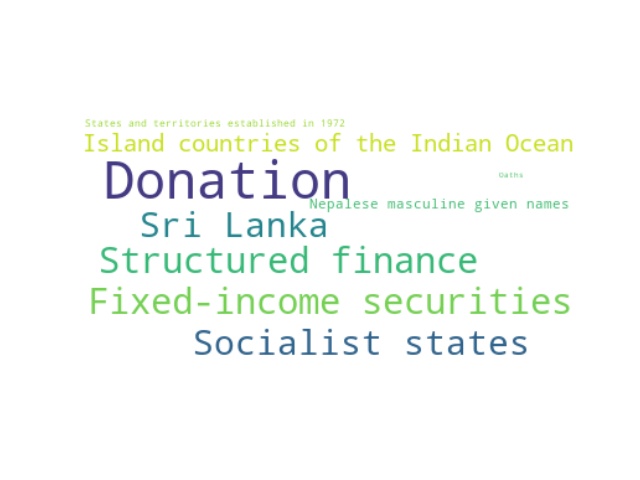 States and territories established in 1972
Island countries of the Indian Ocean
Donation
Oaths
Nepalese masculine given names
Sri Lanka
Structured finance
Fixed-income securities
Socialist states